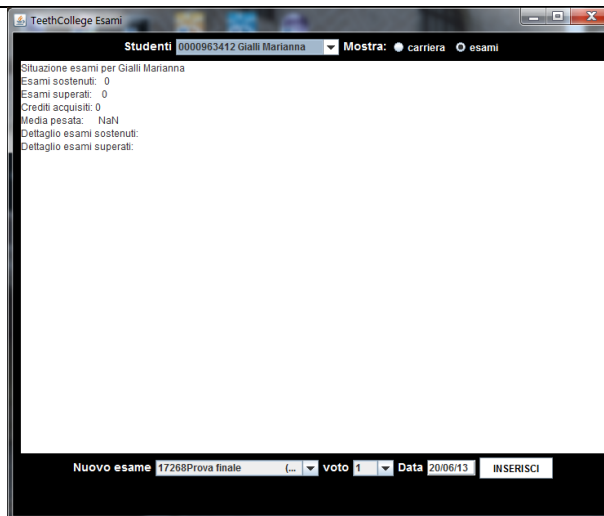 TeethCollege Esami
Studenti 0000963412 Gialli Marianna Mostra: carriera esami
Situazione esami per Gialli Marianna
Esami sostenuti: 0
Esami superati: 0
Crediti acquisiti: 0
Media pesata: NaN
Dettaglio esami sostenuti:
Dettaglio esami superati:
Nuovo esame 17268Prova finale (... voto 1 Data 20/06/13 INSERISCI